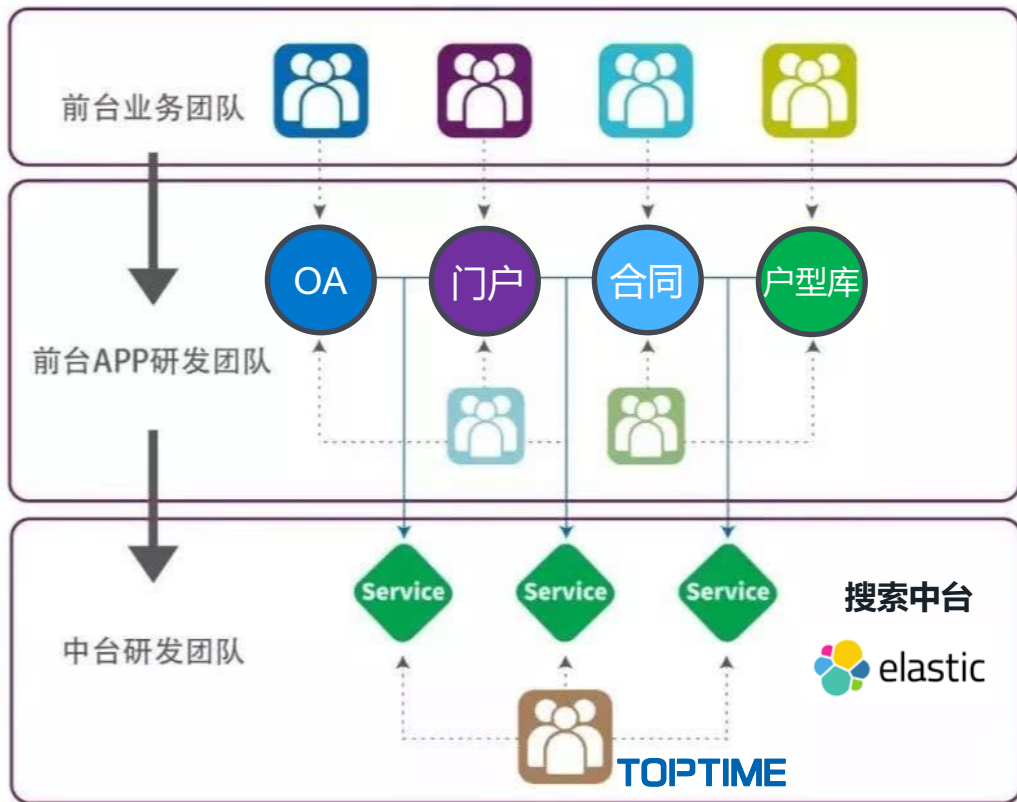 前台业务团队
OA
门户
合同
户型库
前台APP研发团队
Service
Service
Service
搜索中台
中台研发团队
elastic
TOPTIME